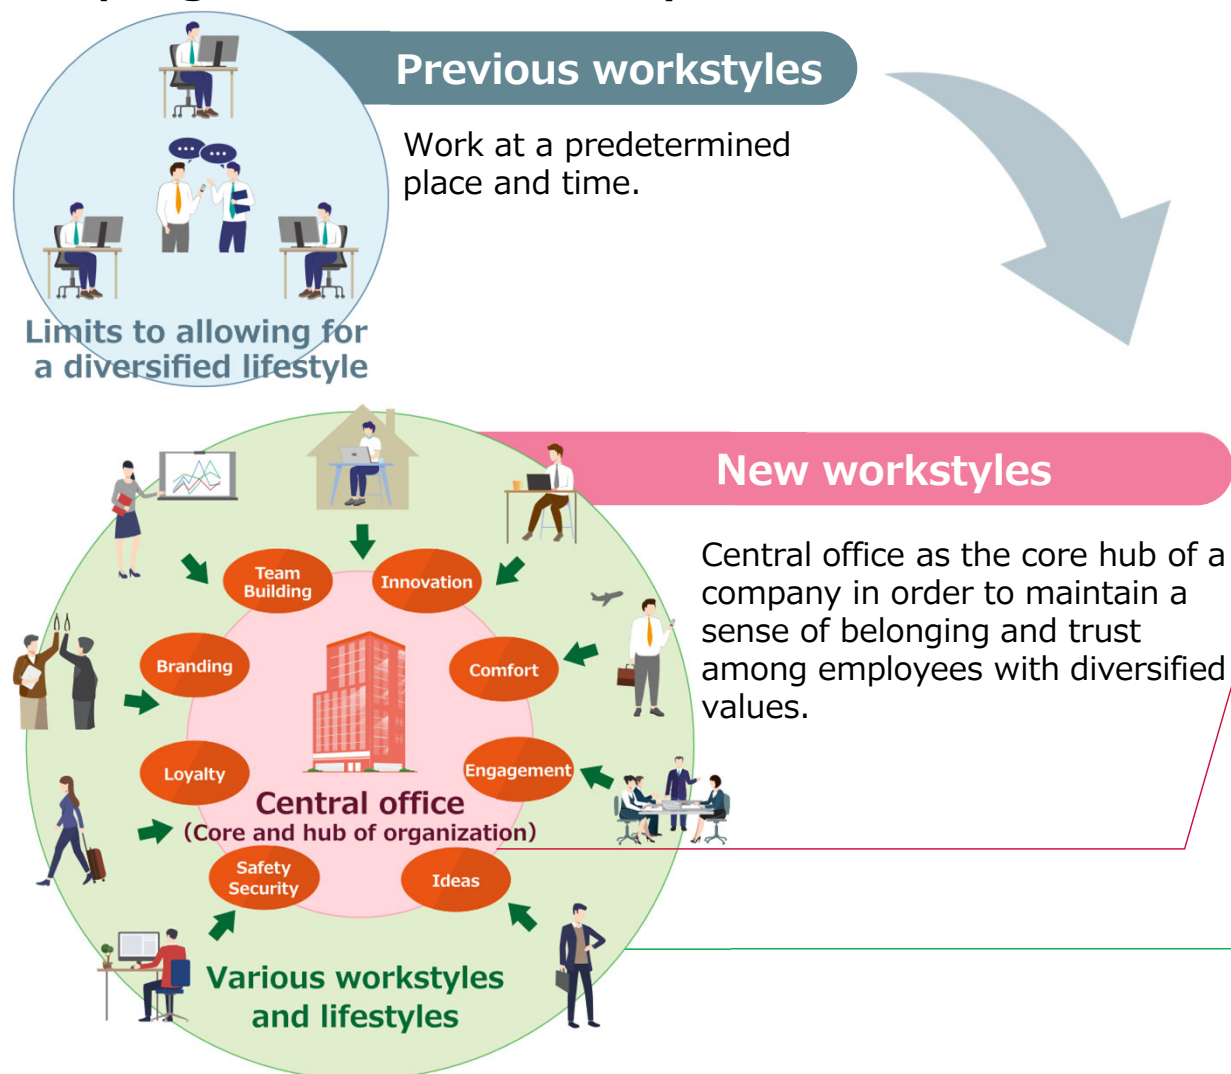 Previous workstyles
Work at a predetermined
place and time.
Limits to allowing for
a diversified lifestyle
New workstyles
Central office as the core hub of a
company in order to maintain a
sense of belonging and trust
among employees with diversified
values.
Team
Building
Innovation
Branding
Comfort
Loyalty
Engagement
Central office
(Core and hub of organization)
Safety
Security
Ideas
Various workstyles
and lifestyles